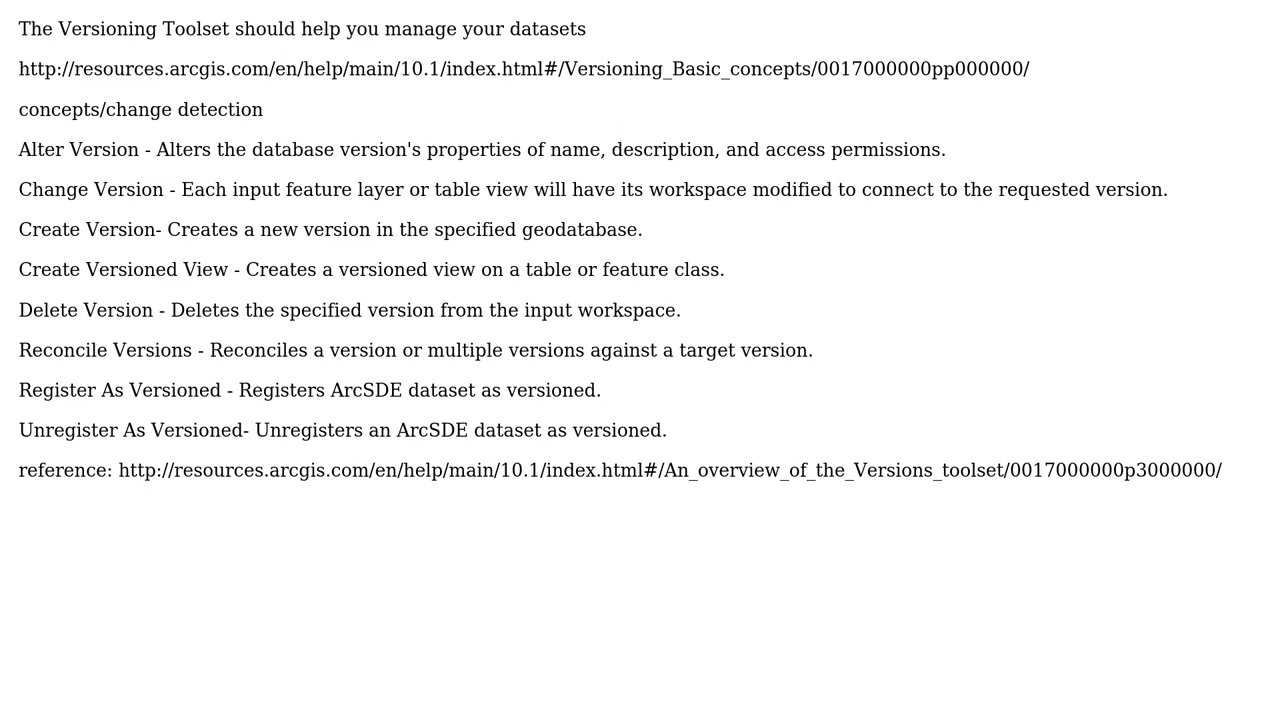 The Versioning Toolset should help you manage your datasets
http://resources.arcgis.com/en/help/main/10.1/index.html#/Versioning_Basic_concepts/0017000000pp000000/
concepts/change detection
Alter Version - Alters the database version's properties of name, description, and access permissions.
Change Version - Each input feature layer or table view will have its workspace modified to connect to the requested version.
Create Version- Creates a new version in the specified geodatabase.
Create Versioned View - Creates a versioned view on a table or feature class.
Delete Version - Deletes the specified version from the input workspace.
Reconcile Versions - Reconciles a version or multiple versions against a target version.
Register As Versioned - Registers ArcSDE dataset as versioned.
Unregister As Versioned- Unregisters an ArcSDE dataset as versioned.
reference: http://resources.arcgis.com/en/help/main/10.1/index.html#/An_overview_of_the_Versions_toolset/0017000000p3000000/